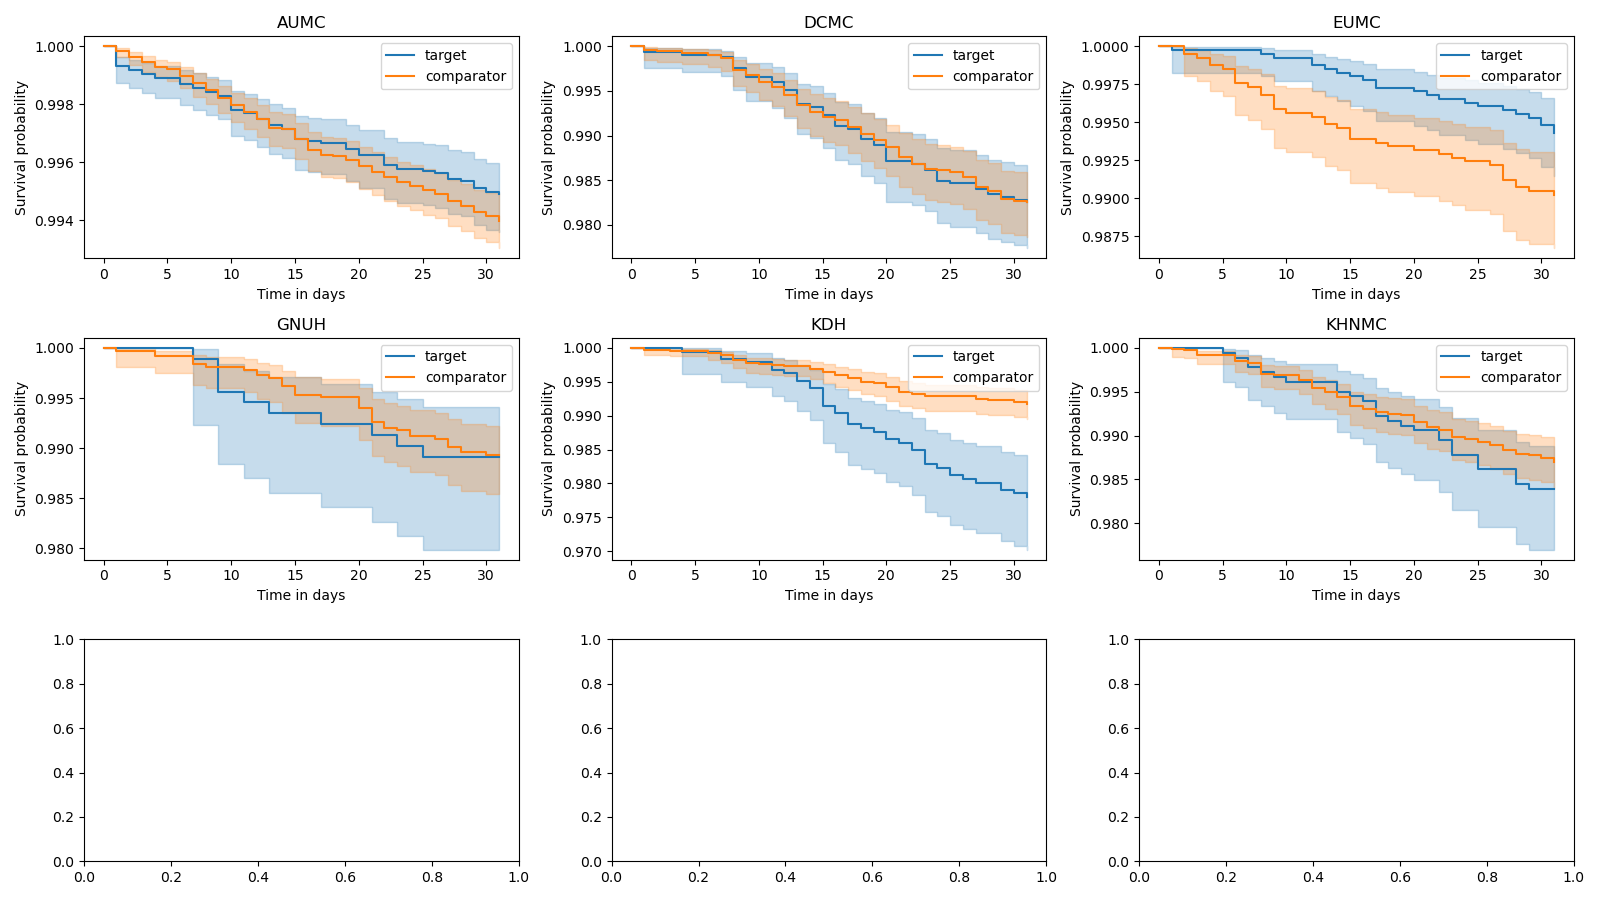 AUMC
DCMC
EUMC
Survival probability
1.000
0.998
0.996
0.994
target
comparator
0 5 10 15 20 25 30
Time in days
Survival probability
1.000
0.995
0.990
0.985
0.980
target
comparator
0 5 10 15 20 25 30
Time in days
Survival probability
1.0000
0.9975
0.9950
0.9925
0.9900
0.9875
target
comparator
0 5 10 15 20 25 30
Time in days
GNUH
KDH
KHNMC
Survival probability
1.000
0.995
0.990
0.985
0.980
target
comparator
0 5 10 15 20 25 30
Time in days
Survival probability
1.000
0.995
0.990
0.985
0.980
0.975
0.970
target
comparator
0 5 10 15 20 25 30
Time in days
Survival probability
1.000
0.995
0.990
0.985
0.980
target
comparator
0 5 10 15 20 25 30
Time in days
1.0
0.8
0.6
0.4
0.2
0.0
0.0 0.2 0.4 0.6 0.8 1.0
1.0
0.8
0.6
0.4
0.2
0.0
0.0 0.2 0.4 0.6 0.8 1.0
1.0
0.8
0.6
0.4
0.2
0.0
0.0 0.2 0.4 0.6 0.8 1.0